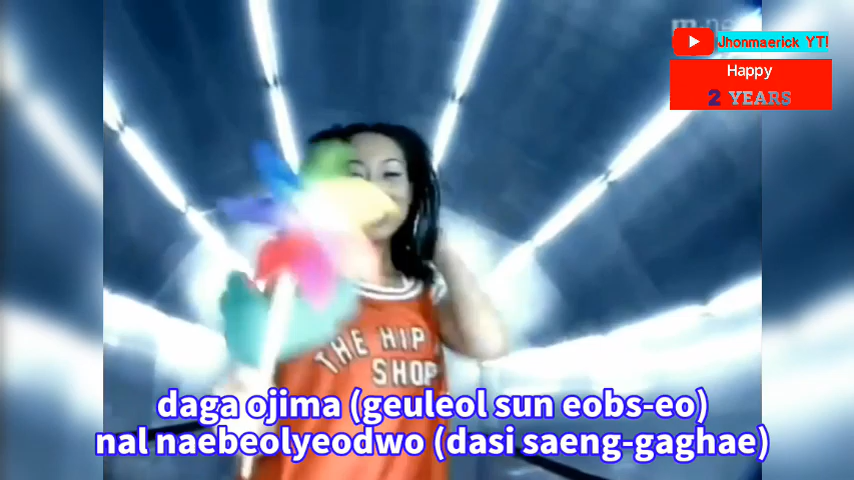 m.ne
Jhonmaerick YT!
Happy
2 YEARS
THE HIP
SHOP
daga ojima (geuleol sun eobs-eo)
nal naebeolyeodwo (dasi saeng-gaghae)